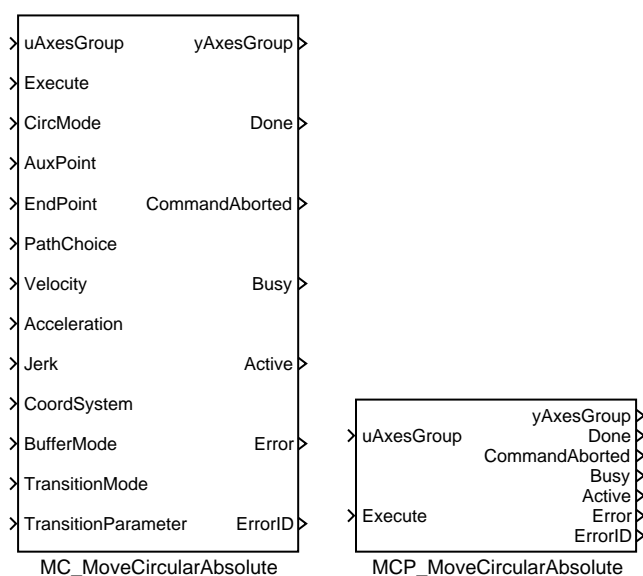 uAxesGroup yAxesGroup
Execute
CircMode Done
AuxPoint
EndPoint CommandAborted
PathChoice
Velocity Busy
Acceleration
Jerk Active
CoordSystem
BufferMode Error
TransitionMode
TransitionParameter ErrorID
MC_MoveCircularAbsolute
yAxesGroup
uAxesGroup Done
CommandAborted
Busy
Active
Execute Error
ErrorID
MCP_MoveCircularAbsolute